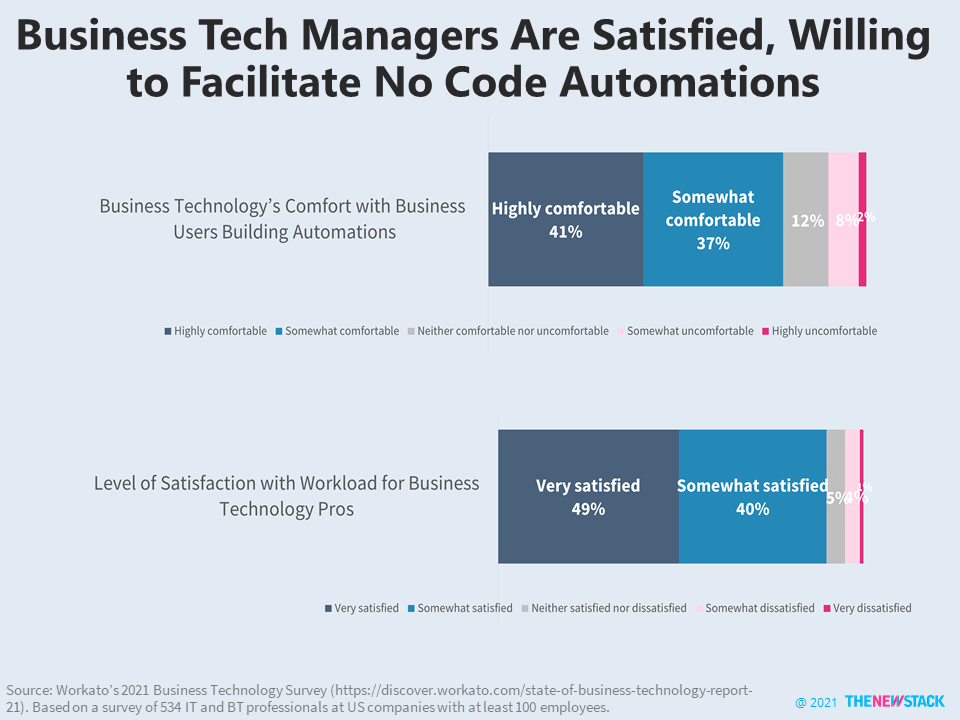 Business Tech Managers Are Satisfied, Willing
to Facilitate No Code Automations
Business Technology's Comfort with Business
Users Building Automations
Highly comfortable
41%
Somewhat
comfortable
37%
12%
8%
2%
Highly comfortable Somewhat comfortable Neither comfortable nor uncomfortable Somewhat uncomfortable Highly uncomfortable
Level of Satisfaction with Workload for Business
Technology Pros
Very satisfied
49%
Somewhat satisfied
40%
5%
4%
1%
Very satisfied Somewhat satisfied Neither satisfied nor dissatisfied Somewhat dissatisfied Very dissatisfied
Source: Workato's 2021 Business Technology Survey (https://discover.workato.com/state-of-business-technology-report-
21). Based on a survey of 534 IT and BT professionals at US companies with at least 100 employees.
@ 2021 THENEWSTACK